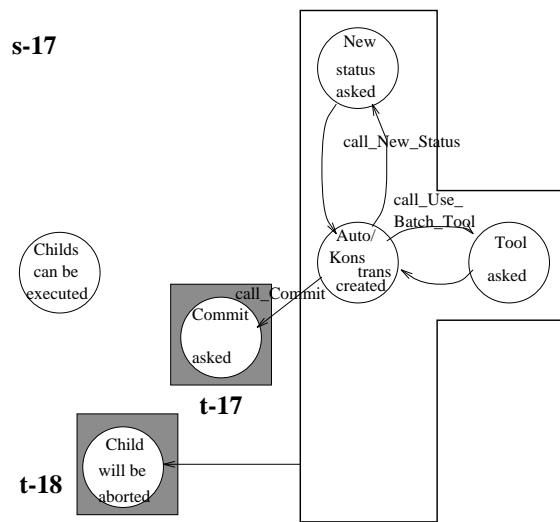 s-17
New
status
asked
call_New_Status
call_Use_
Batch_Tool
Auto/
Kons
trans
created
Tool
asked
Childs
can be
executed
call_Commit
Commit
asked
t-17
Child
will be
aborted
t-18